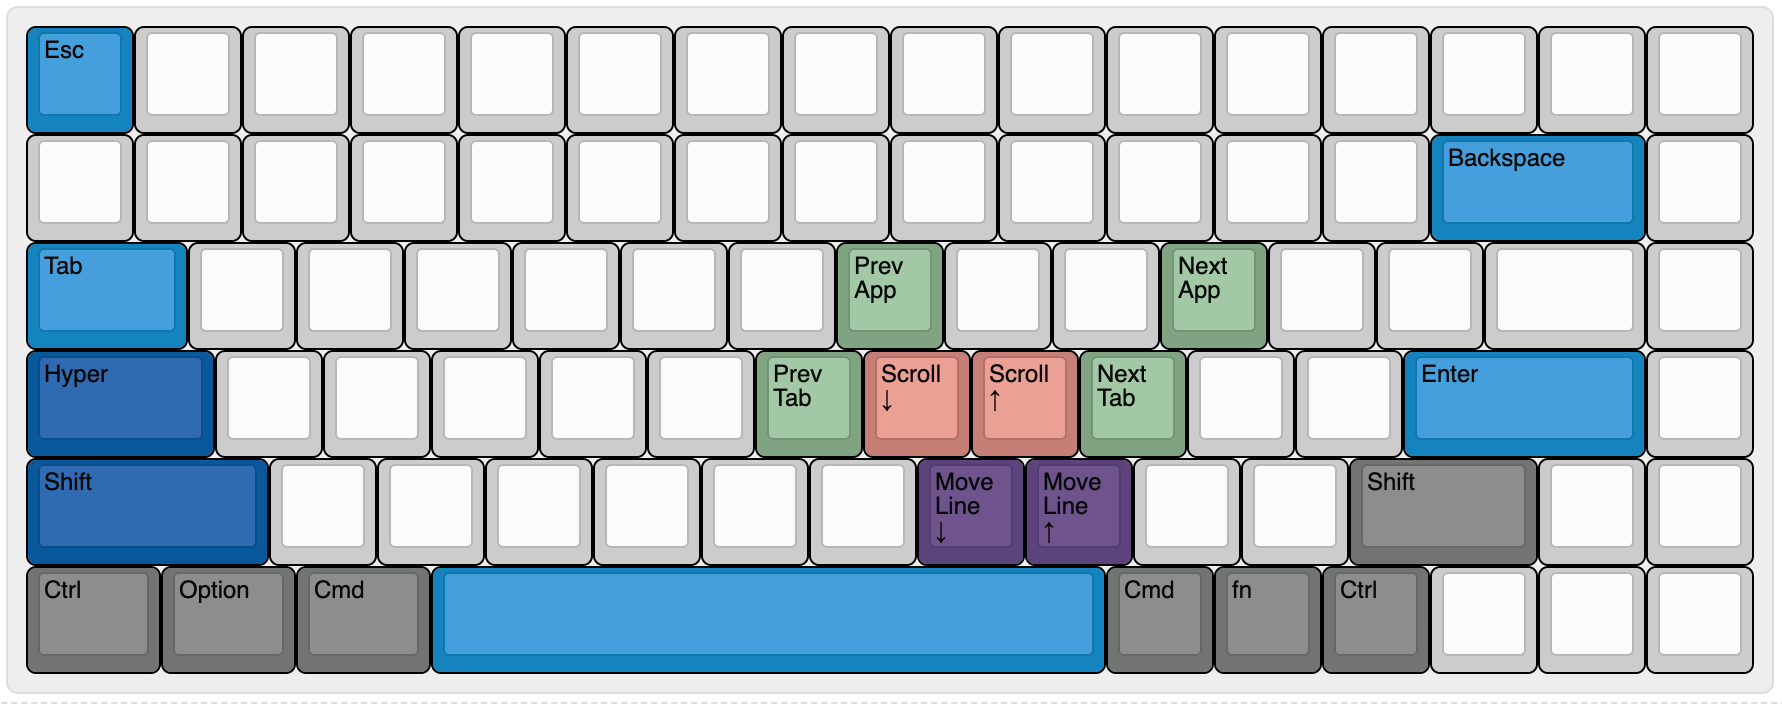 Esc
Backspace
Tab
Prev
App
Next
App
Hyper
Prev
Tab
Scroll
↓
Scroll
↑
Next
Tab
Enter
Shift
Move
Line
↓
Move
Line
↑
Shift
Ctrl
Option
Cmd
Cmd
fn
Ctrl